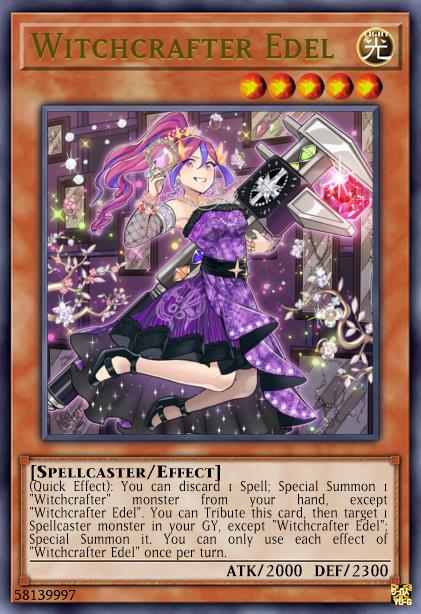 WITCHCRAFTER EDEL
LIGHT
光
[SPELLCASTER/EFFECT]
(Quick Effect): You can discard 1 Spell; Special Summon 1
"Witchcrafter" monster from your hand, except
"Witchcrafter Edel". You can Tribute this card, then target 1
Spellcaster monster in your GY, except "Witchcrafter Edel";
Special Summon it. You can only use each effect of
"Witchcrafter Edel" once per turn.
ATK/2000 DEF/2300
58139997